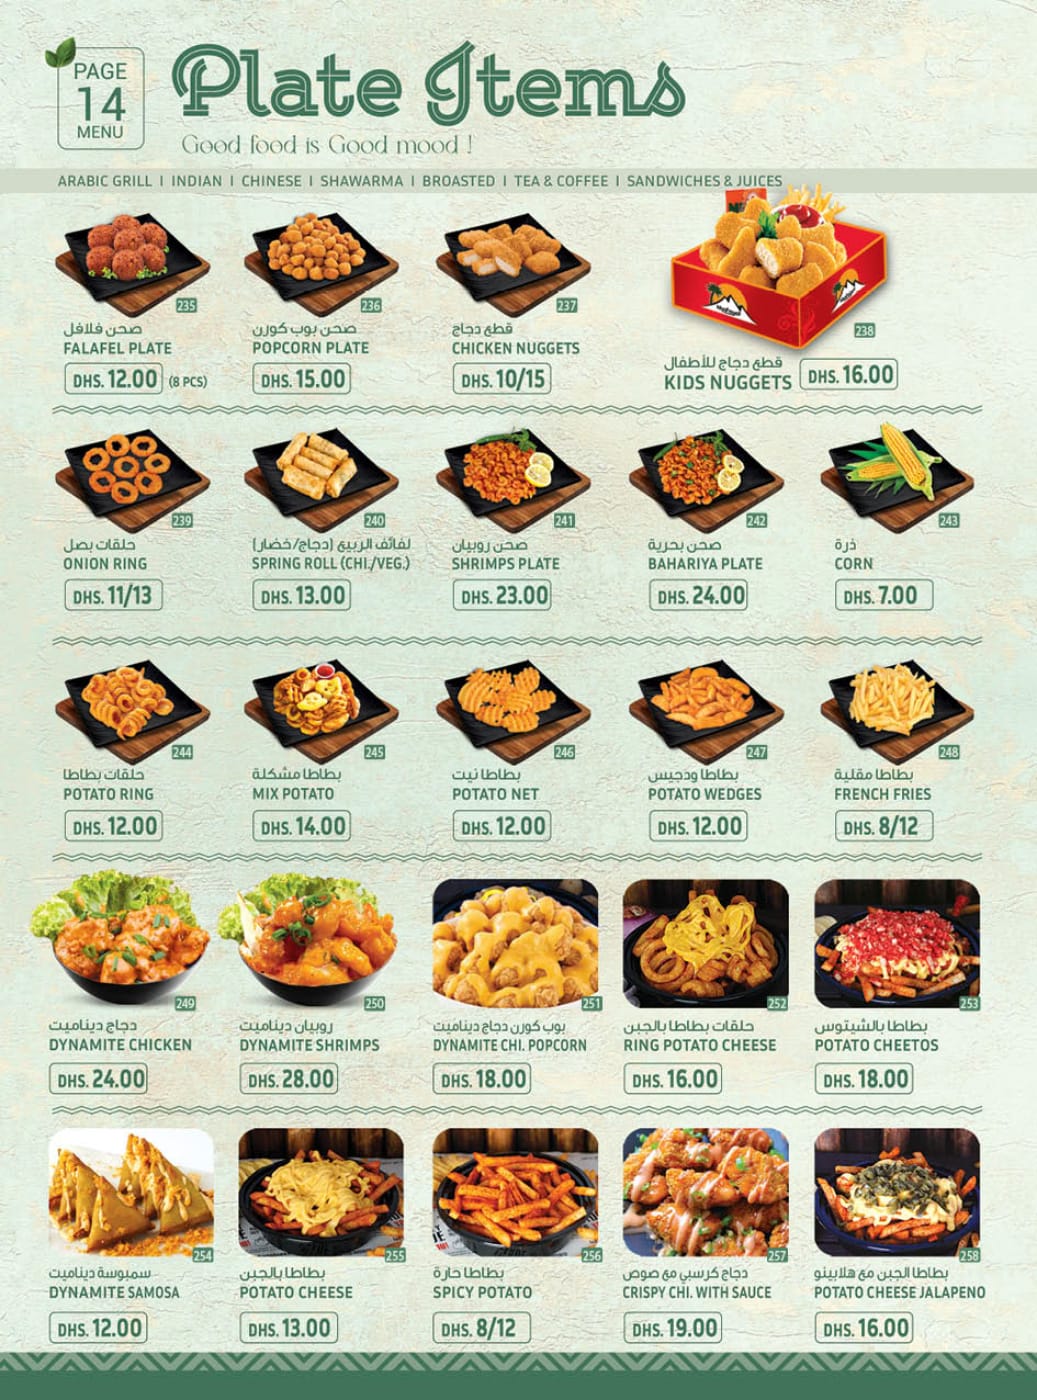 PAGE
14
MENU
Plate Items
Good food is Good mood !
ARABIC GRILL I INDIAN I CHINESE I SHAWARMA I BROASTED I TEA & COFFEE I SANDWICHES & JUICES
235
صحن فلافل
FALAFEL PLATE
DHS. 12.00 (8 PCS)
236
صحن بوب كورن
POPCORN PLATE
DHS. 15.00
237
قطع دجاج
CHICKEN NUGGETS
DHS. 10/15
238
قطع دجاج للأطفال
KIDS NUGGETS
DHS. 16.00
239
حلقات بصل
ONION RING
DHS. 11/13
240
لفائف الربيع (دجاج/خضار)
SPRING ROLL (CHI./VEG.)
DHS. 13.00
241
صحن روبيان
SHRIMPS PLATE
DHS. 23.00
242
صحن بحرية
BAHARIYA PLATE
DHS. 24.00
243
ذرة
CORN
DHS. 7.00
244
حلقات بطاطا
POTATO RING
DHS. 12.00
245
بطاطا مشكلة
MIX POTATO
DHS. 14.00
246
بطاطا نيت
POTATO NET
DHS. 12.00
247
بطاطا ودجيس
POTATO WEDGES
DHS. 12.00
248
بطاطا مقلية
FRENCH FRIES
DHS. 8/12
249
دجاج ديناميت
DYNAMITE CHICKEN
DHS. 24.00
250
روبيان ديناميت
DYNAMITE SHRIMPS
DHS. 28.00
251
بوب كورن دجاج ديناميت
DYNAMITE CHI. POPCORN
DHS. 18.00
252
حلقات بطاطا بالجبن
RING POTATO CHEESE
DHS. 16.00
253
بطاطا بالشيتوس
POTATO CHEETOS
DHS. 18.00
254
سمبوسة ديناميت
DYNAMITE SAMOSA
DHS. 12.00
255
بطاطا بالجبن
POTATO CHEESE
DHS. 13.00
256
بطاطا حارة
SPICY POTATO
DHS. 8/12
257
دجاج كرسبي مع صوص
CRISPY CHI. WITH SAUCE
DHS. 19.00
258
بطاطا الجبن مع هلابينو
POTATO CHEESE JALAPENO
DHS. 16.00